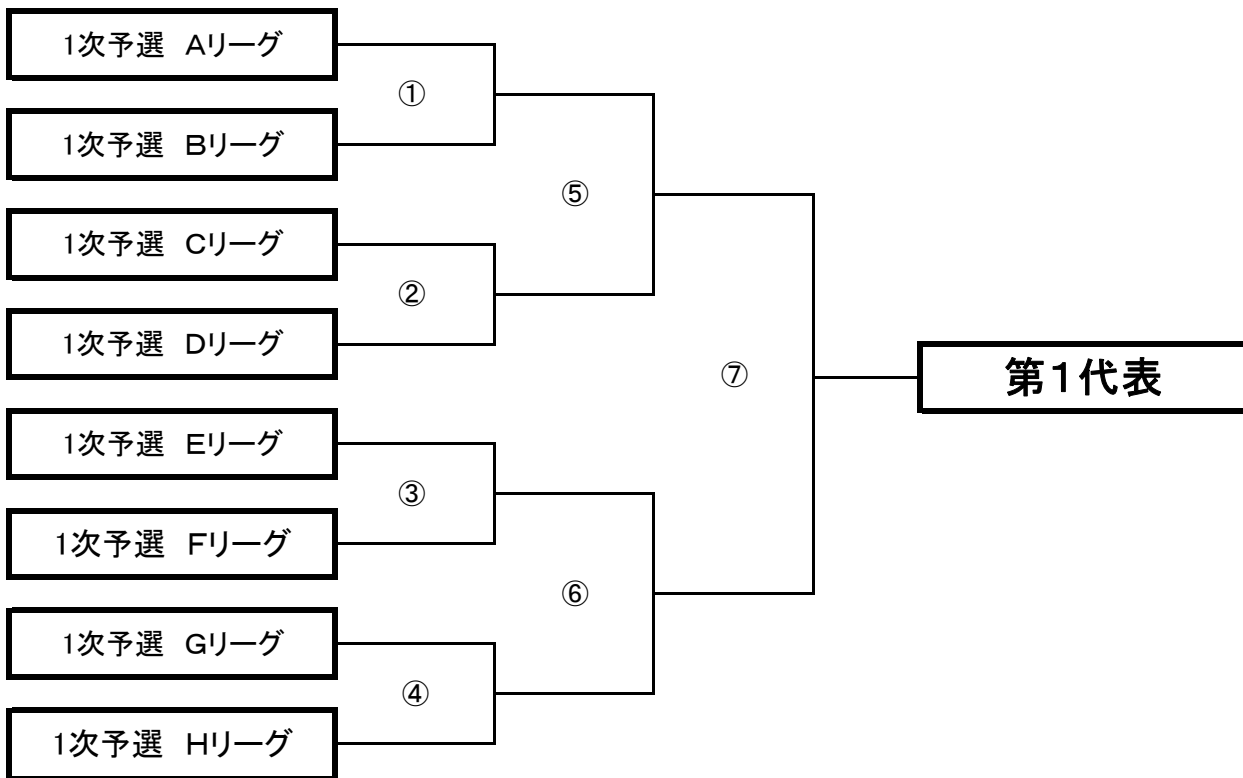 1次予選　Aリーグ
①
1次予選　Bリーグ
⑤
1次予選　Cリーグ
②
1次予選　Dリーグ
⑦
第1代表
1次予選　Eリーグ
③
1次予選　Fリーグ
⑥
1次予選　Gリーグ
④
1次予選　Hリーグ